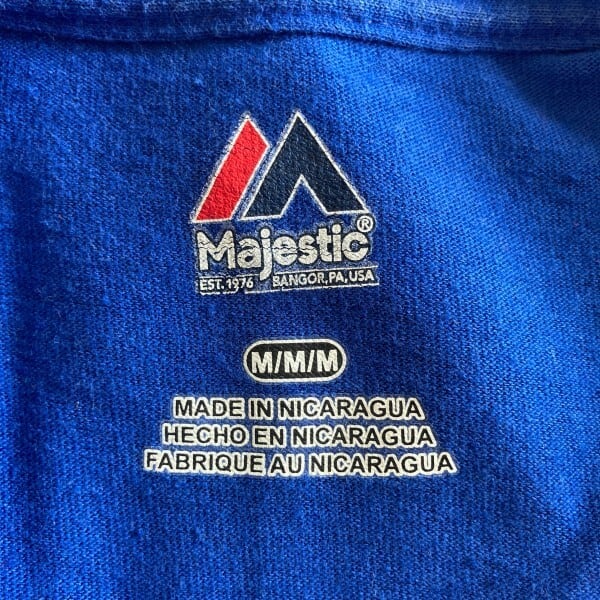 Majestic®
EST. 1976 BANGOR, PA, USA
M/M/M
MADE IN NICARAGUA
HECHO EN NICARAGUA
FABRIQUE AU NICARAGUA